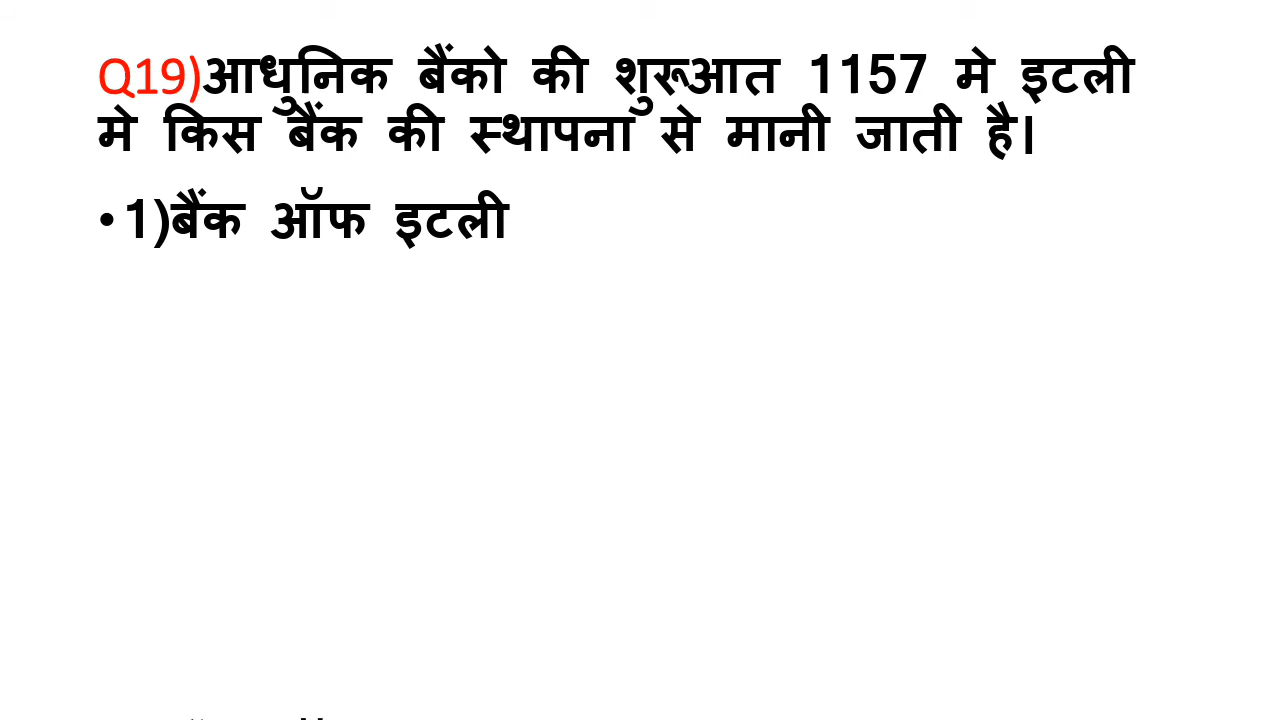 Q19)आधुनिक बैंको की शुरूआत 1157 मे इटली
मे किस बैंक की स्थापना से मानी जाती है।
•1)बैंक ऑफ इटली